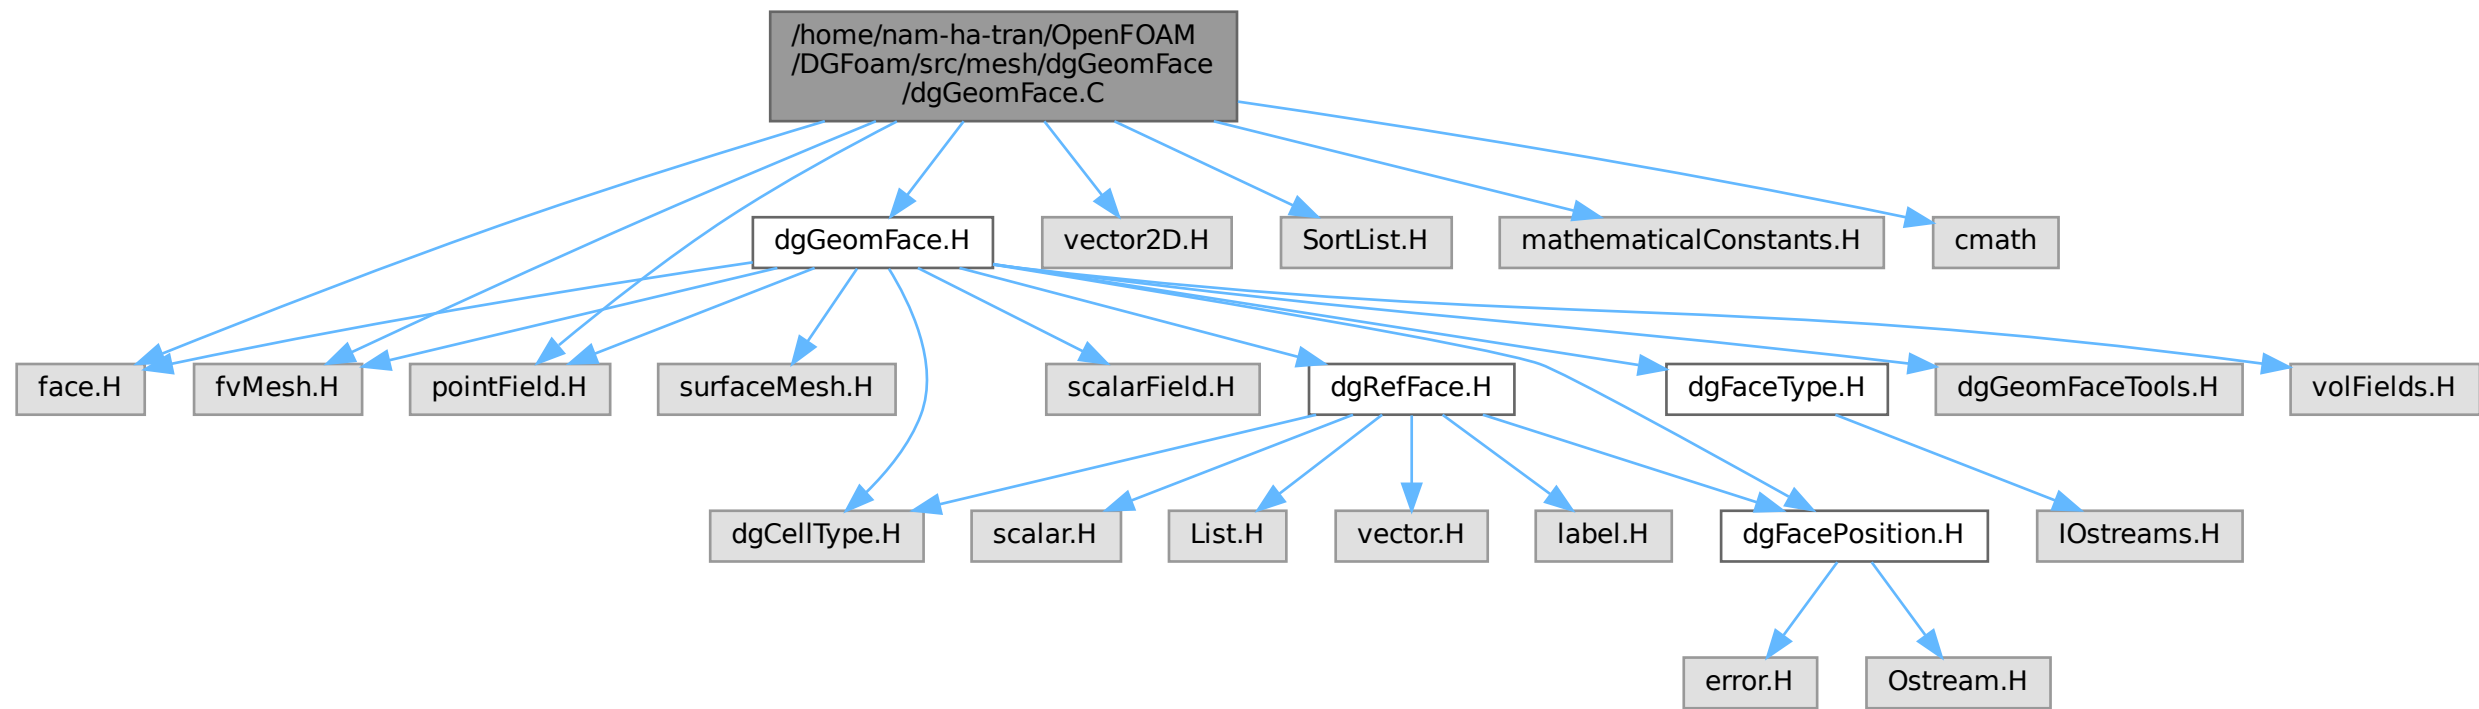 /home/nam-ha-tran/OpenFOAM
/DGFoam/src/mesh/dgGeomFace
/dgGeomFace.C
dgGeomFace.H
vector2D.H
SortList.H
mathematicalConstants.H
cmath
face.H
fvMesh.H
pointField.H
surfaceMesh.H
scalarField.H
dgRefFace.H
dgFaceType.H
dgGeomFaceTools.H
volFields.H
dgCellType.H
scalar.H
List.H
vector.H
label.H
dgFacePosition.H
IOstreams.H
error.H
Ostream.H